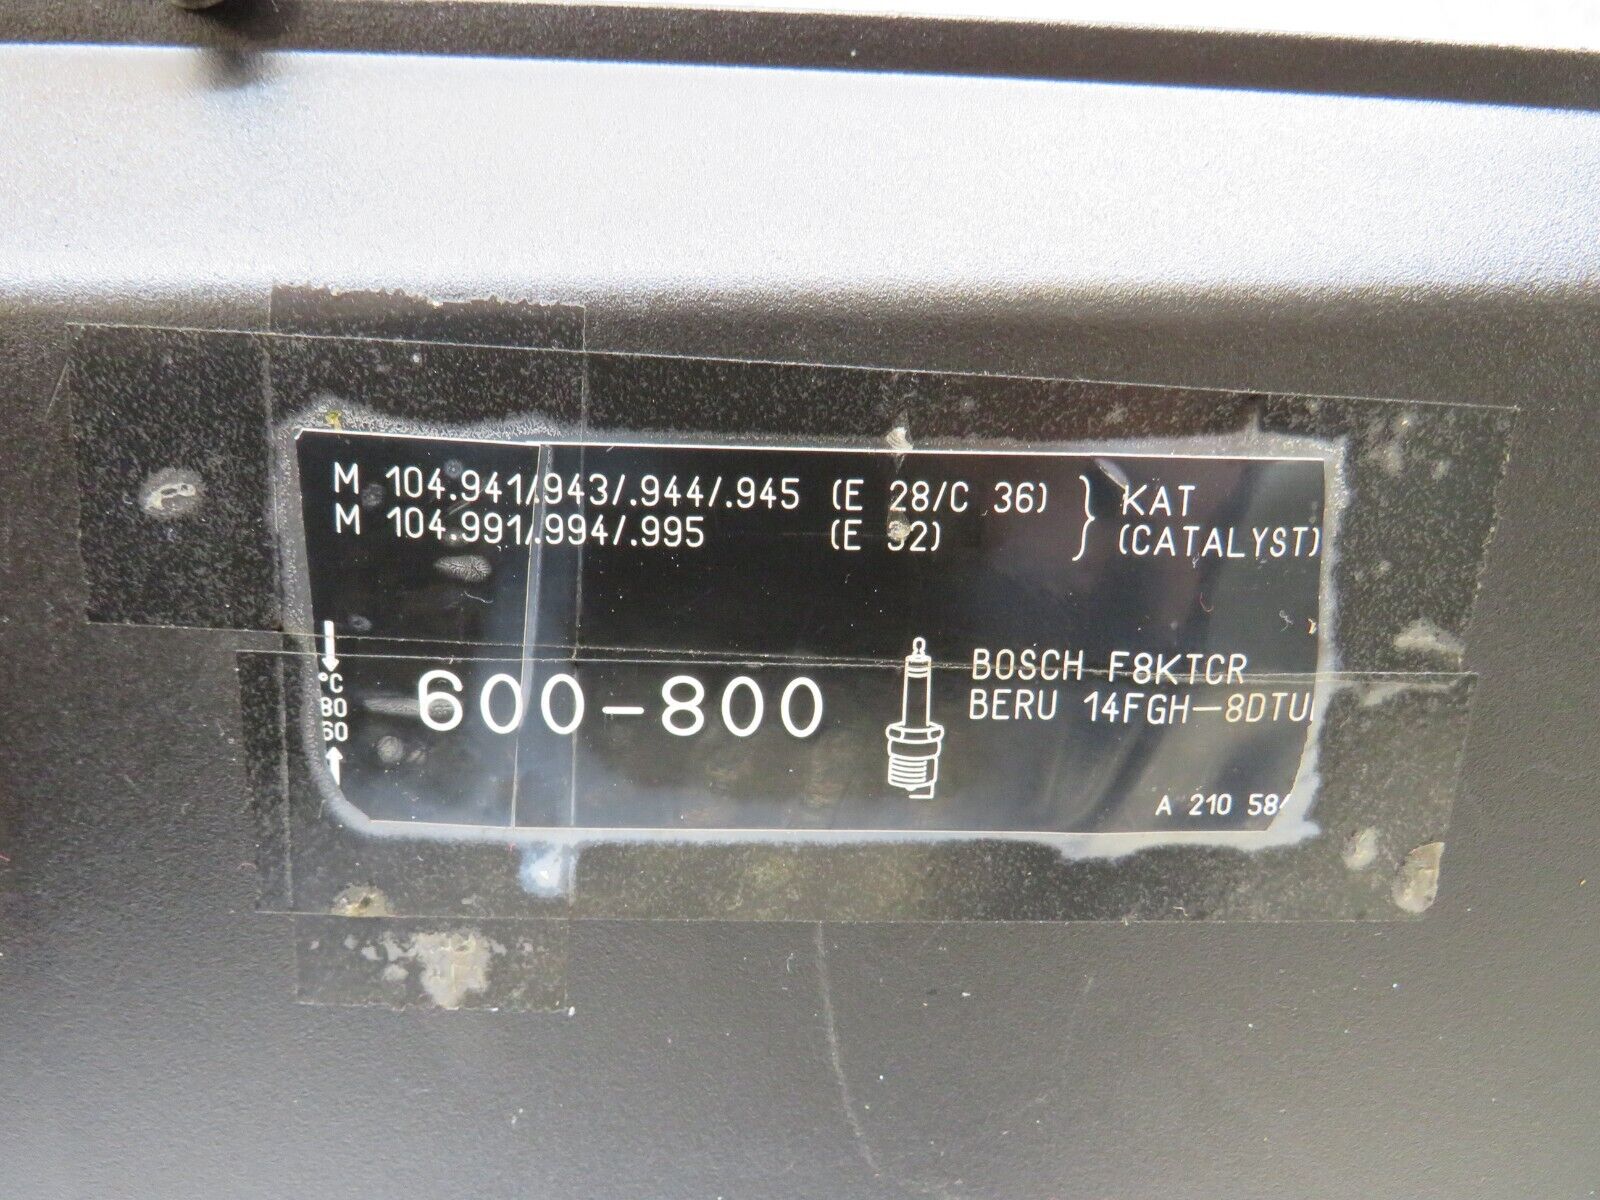 M 104.941/.943/.944/.945 (E 28/C 36) } KAT
M 104.991/.994/.995 (E 32) (CATALYST)
°C
80
60
600-800
BOSCH F8KTCR
BERU 14FGH-8DTU
A 210 584